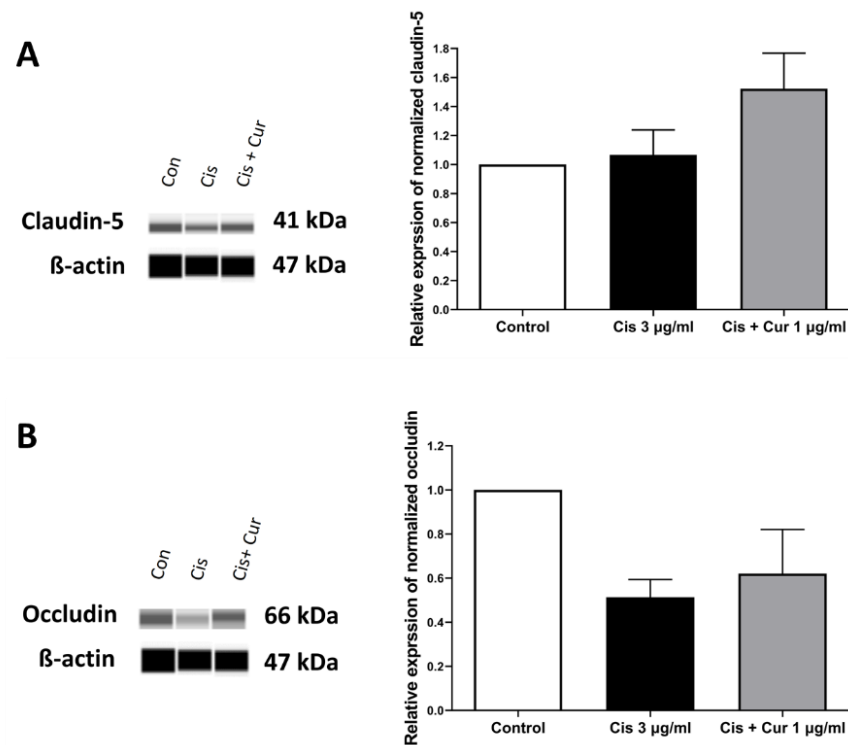 A
Con
Cis
Cis + Cur
Claudin-5 41 kDa
ß-actin 47 kDa
Relative exprssion of normalized claudin-5
1.8
1.6
1.4
1.2
1.0
0.8
0.6
0.4
0.2
0.0
Control Cis 3 µg/ml Cis + Cur 1 µg/ml
B
Con
Cis
Cis+ Cur
Occludin 66 kDa
ß-actin 47 kDa
Relative exprssion of normalized occludin
1.2
1.0
0.8
0.6
0.4
0.2
0.0
Control Cis 3 µg/ml Cis + Cur 1 µg/ml